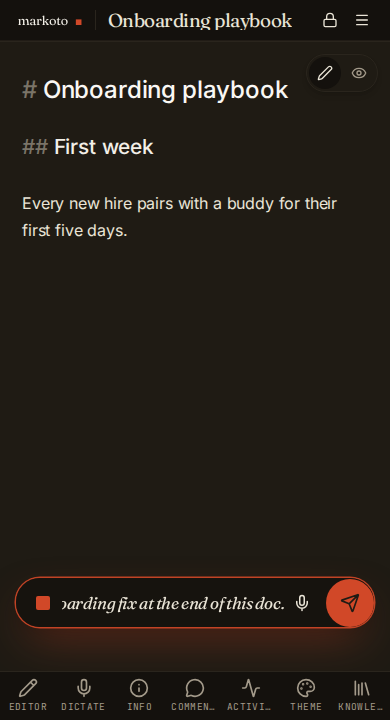 markoto
Onboarding playbook
# Onboarding playbook
## First week
Every new hire pairs with a buddy for their
first five days.
fix at the end of this doc.
EDITOR DICTATE INFO COMMEN… ACTIVI… THEME KNOWLE…